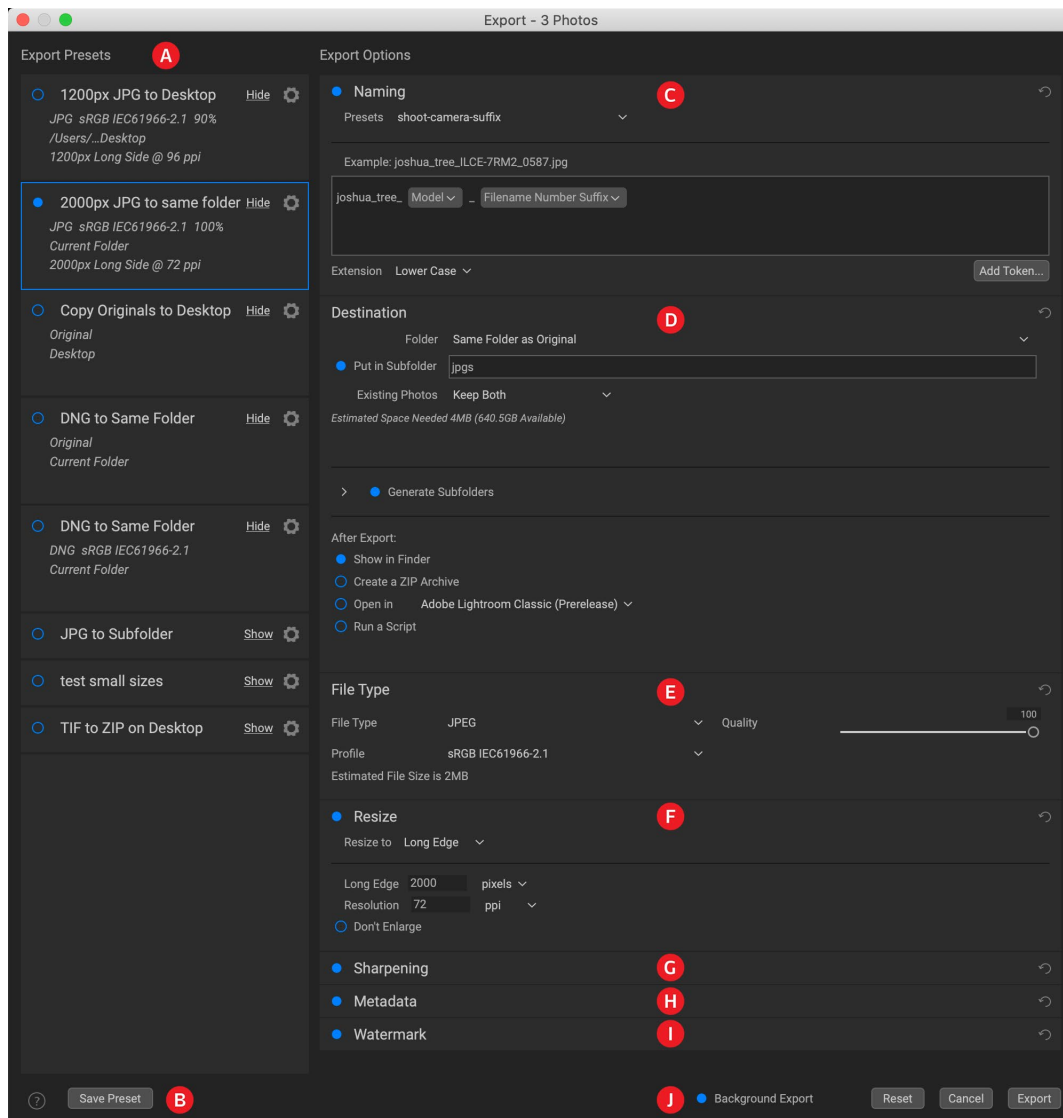 Export - 3 Photos
Export Presets A
1200px JPG to Desktop Hide
JPG sRGB IEC61966-2.1 90%
/Users/...Desktop
1200px Long Side @ 96 ppi
2000px JPG to same folder Hide
JPG sRGB IEC61966-2.1 100%
Current Folder
2000px Long Side @ 72 ppi
Copy Originals to Desktop Hide
Original
Desktop
DNG to Same Folder Hide
Original
Current Folder
DNG to Same Folder Hide
DNG sRGB IEC61966-2.1
Current Folder
JPG to Subfolder Show
test small sizes Show
TIF to ZIP on Desktop Show
? Save Preset B
Export Options
Naming C
Presets shoot-camera-suffix
Example: joshua_tree_ILCE-7RM2_0587.jpg
joshua_tree_ Model _ Filename Number Suffix
Extension Lower Case Add Token...
Destination D
Folder Same Folder as Original
Put in Subfolder jpgs
Existing Photos Keep Both
Estimated Space Needed 4MB (640.5GB Available)
Generate Subfolders
After Export:
Show in Finder
Create a ZIP Archive
Open in Adobe Lightroom Classic (Prerelease)
Run a Script
File Type E
File Type JPEG Quality 100
Profile sRGB IEC61966-2.1
Estimated File Size is 2MB
Resize F
Resize to Long Edge
Long Edge 2000 pixels
Resolution 72 ppi
Don't Enlarge
Sharpening G
Metadata H
Watermark I
J Background Export Reset Cancel Export